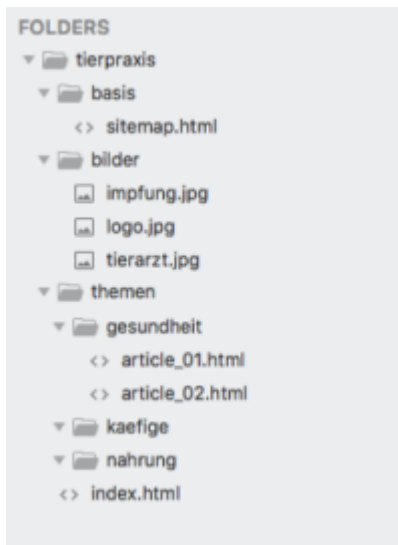 FOLDERS
tierpraxis
basis
sitemap.html
bilder
impfung.jpg
logo.jpg
tierarzt.jpg
themen
gesundheit
article_01.html
article_02.html
kaefige
nahrung
index.html